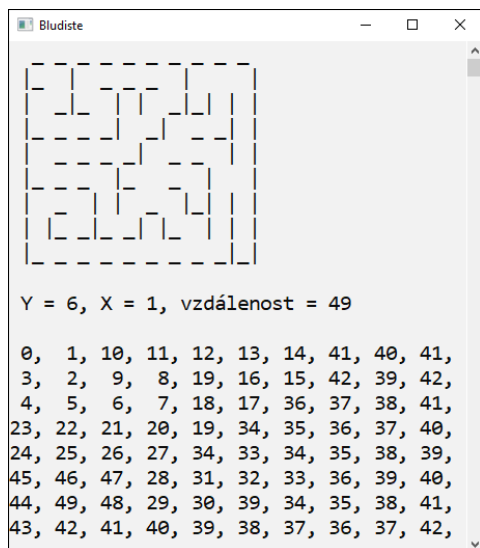 Bludiste
Y = 6, X = 1, vzdálenost = 49
0, 1, 10, 11, 12, 13, 14, 41, 40, 41,
3, 2, 9, 8, 19, 16, 15, 42, 39, 42,
4, 5, 6, 7, 18, 17, 36, 37, 38, 41,
23, 22, 21, 20, 19, 34, 35, 36, 37, 40,
24, 25, 26, 27, 34, 33, 34, 35, 38, 39,
45, 46, 47, 28, 31, 32, 33, 36, 39, 40,
44, 49, 48, 29, 30, 39, 34, 35, 38, 41,
43, 42, 41, 40, 39, 38, 37, 36, 37, 42,